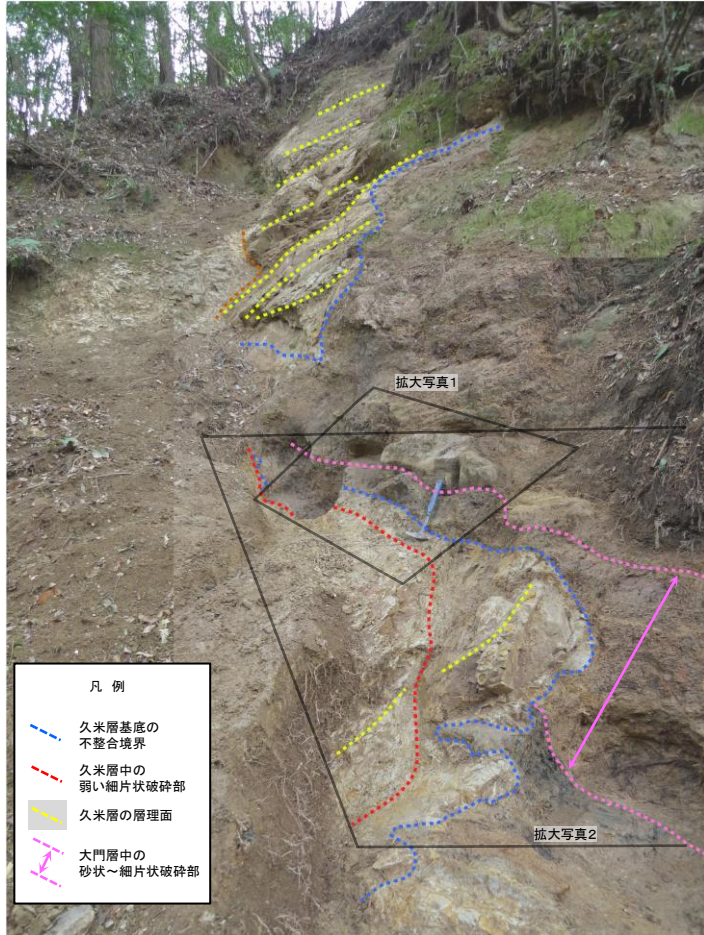 拡大写真1
拡大写真2
凡 例
久米層基底の
不整合境界
久米層中の
弱い細片状破砕部
久米層の層理面
大門層中の
砂状～細片状破砕部